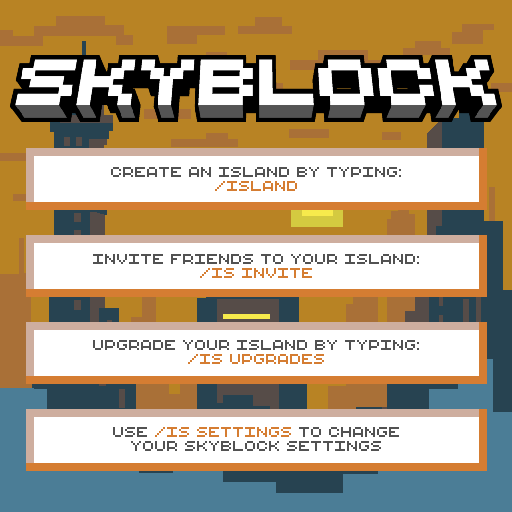 SKYBLOCK
CREATE AN ISLAND BY TYPING:
/ISLAND
INVITE FRIENDS TO YOUR ISLAND:
/IS INVITE
UPGRADE YOUR ISLAND BY TYPING:
/IS UPGRADES
USE /IS SETTINGS TO CHANGE
YOUR SKYBLOCK SETTINGS